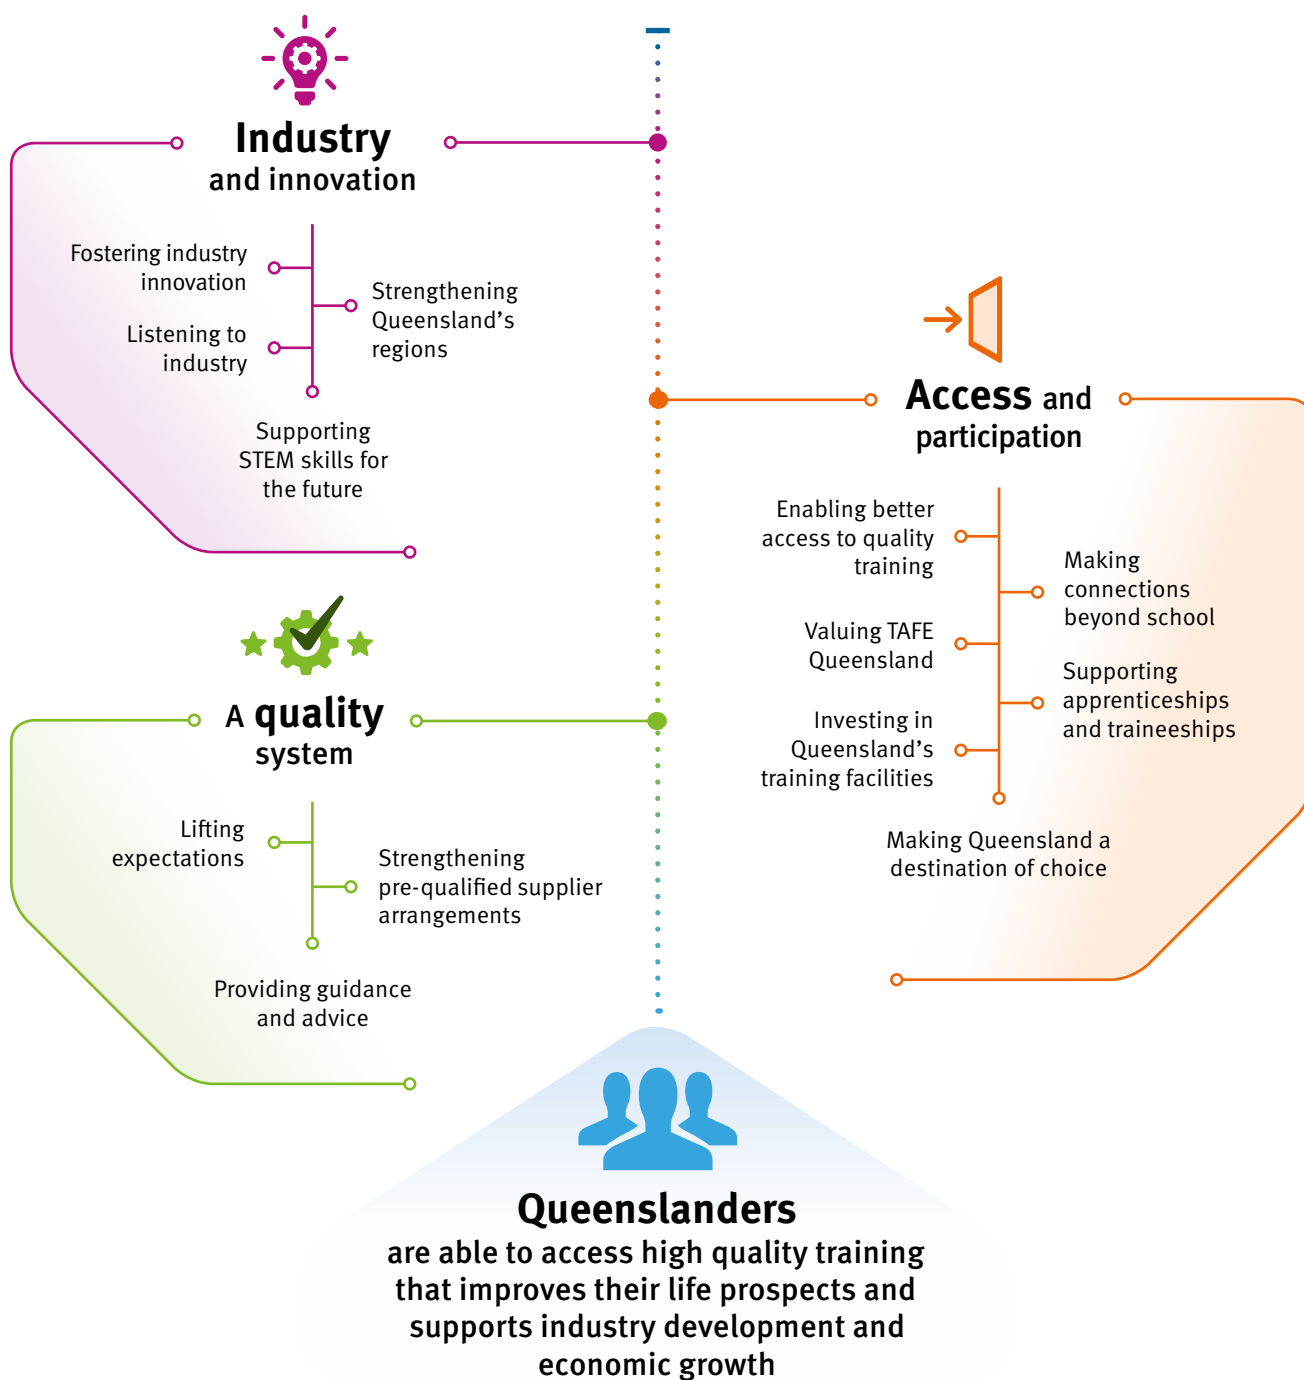 Industry
and innovation
Fostering industry
innovation
Strengthening
Queensland’s
regions
Listening to
industry
Supporting
STEM skills for
the future
Access and
participation
Enabling better
access to quality
training
Making
connections
beyond school
Valuing TAFE
Queensland
Supporting
apprenticeships
and traineeships
Investing in
Queensland’s
training facilities
Making Queensland a
destination of choice
A quality
system
Lifting
expectations
Strengthening
pre-qualified supplier
arrangements
Providing guidance
and advice
Queenslanders
are able to access high quality training
that improves their life prospects and
supports industry development and
economic growth